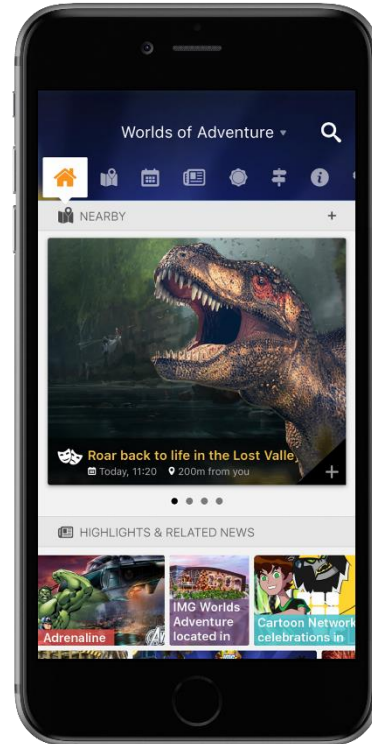 Worlds of Adventure
NEARBY
Roar back to life in the Lost Valle
Today, 11:20 200m from you
HIGHLIGHTS & RELATED NEWS
Adrenaline
IMG Worlds
Adventure
located in
Cartoon Network
celebrations in